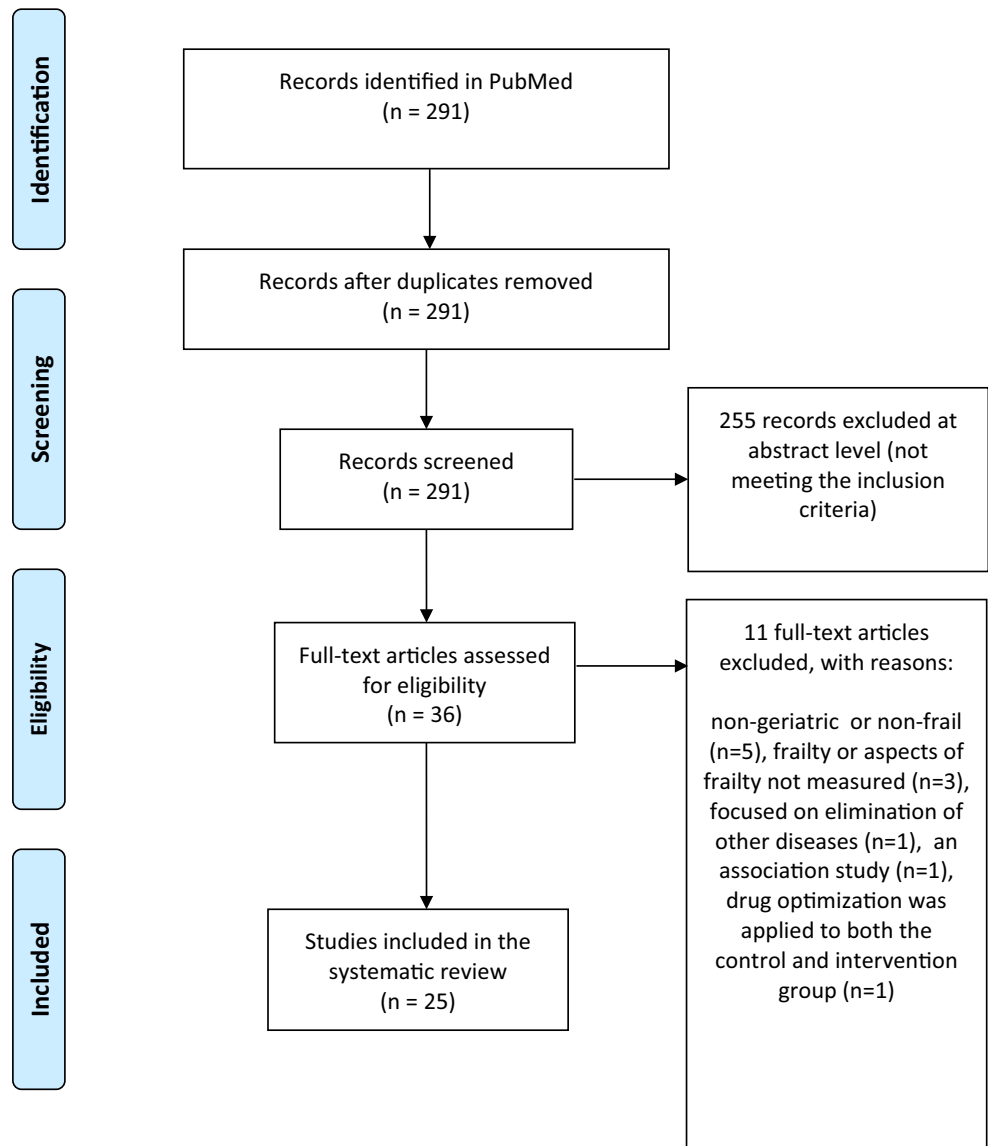 Identification
Records identified in PubMed
(n = 291)
Records after duplicates removed
(n = 291)
Screening
Records screened
(n = 291)
255 records excluded at
abstract level (not
meeting the inclusion
criteria)
Eligibility
Full-text articles assessed
for eligibility
(n = 36)
11 full-text articles
excluded, with reasons:
non-geriatric or non-frail
(n=5), frailty or aspects of
frailty not measured (n=3),
focused on elimination of
other diseases (n=1), an
association study (n=1),
drug optimization was
applied to both the
control and intervention
group (n=1)
Included
Studies included in the
systematic review
(n = 25)